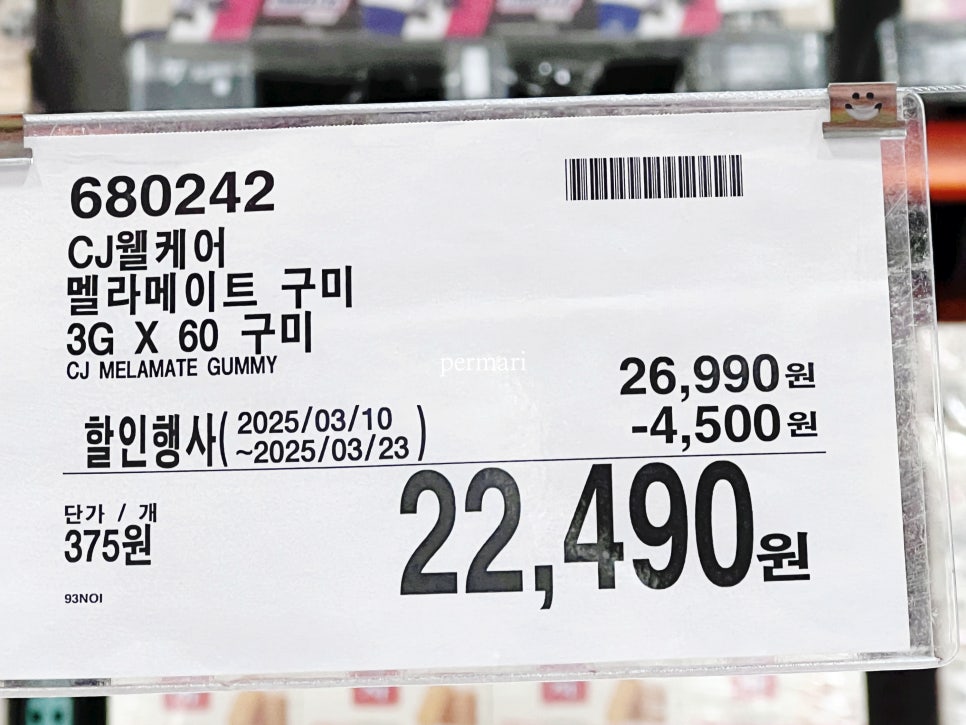 680242
CJ웰케어
멜라메이트 구미
3G X 60 구미
CJ MELAMATE GUMMY
permari
26,990원
할인행사( 2025/03/10 ~2025/03/23 )
-4,500원
22,490원
단가 / 개
375원
93NOI